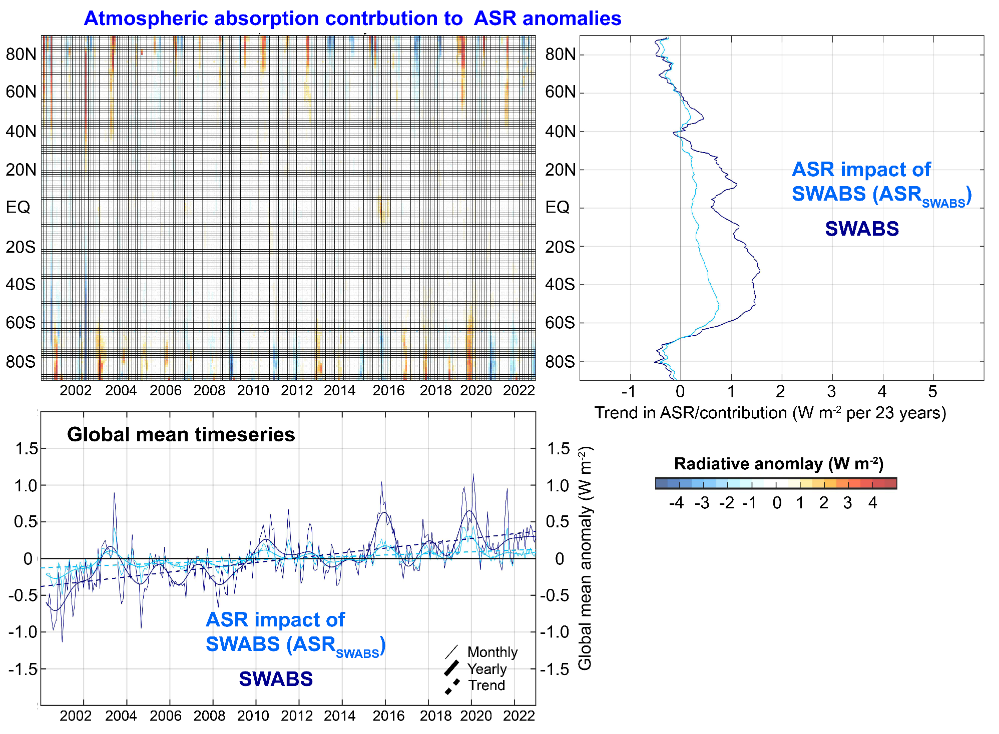 Atmospheric absorption contrbution to ASR anomalies
80N
60N
40N
20N
EQ
20S
40S
60S
80S
2002 2004 2006 2008 2010 2012 2014 2016 2018 2020 2022
80N
60N
40N
20N
EQ
20S
40S
60S
80S
ASR impact of
SWABS (ASRSWABS)
SWABS
-1 0 1 2 3 4 5
Trend in ASR/contribution (W m-2 per 23 years)
Global mean timeseries
1.5
1.0
0.5
0
-0.5
-1.0
-1.5
ASR impact of
SWABS (ASRSWABS)
SWABS
Monthly
Yearly
Trend
1.5
1.0
0.5
0
-0.5
-1.0
-1.5
Global mean anomaly (W m-2)
2002 2004 2006 2008 2010 2012 2014 2016 2018 2020 2022
Radiative anomlay (W m-2)
-4 -3 -2 -1 0 1 2 3 4